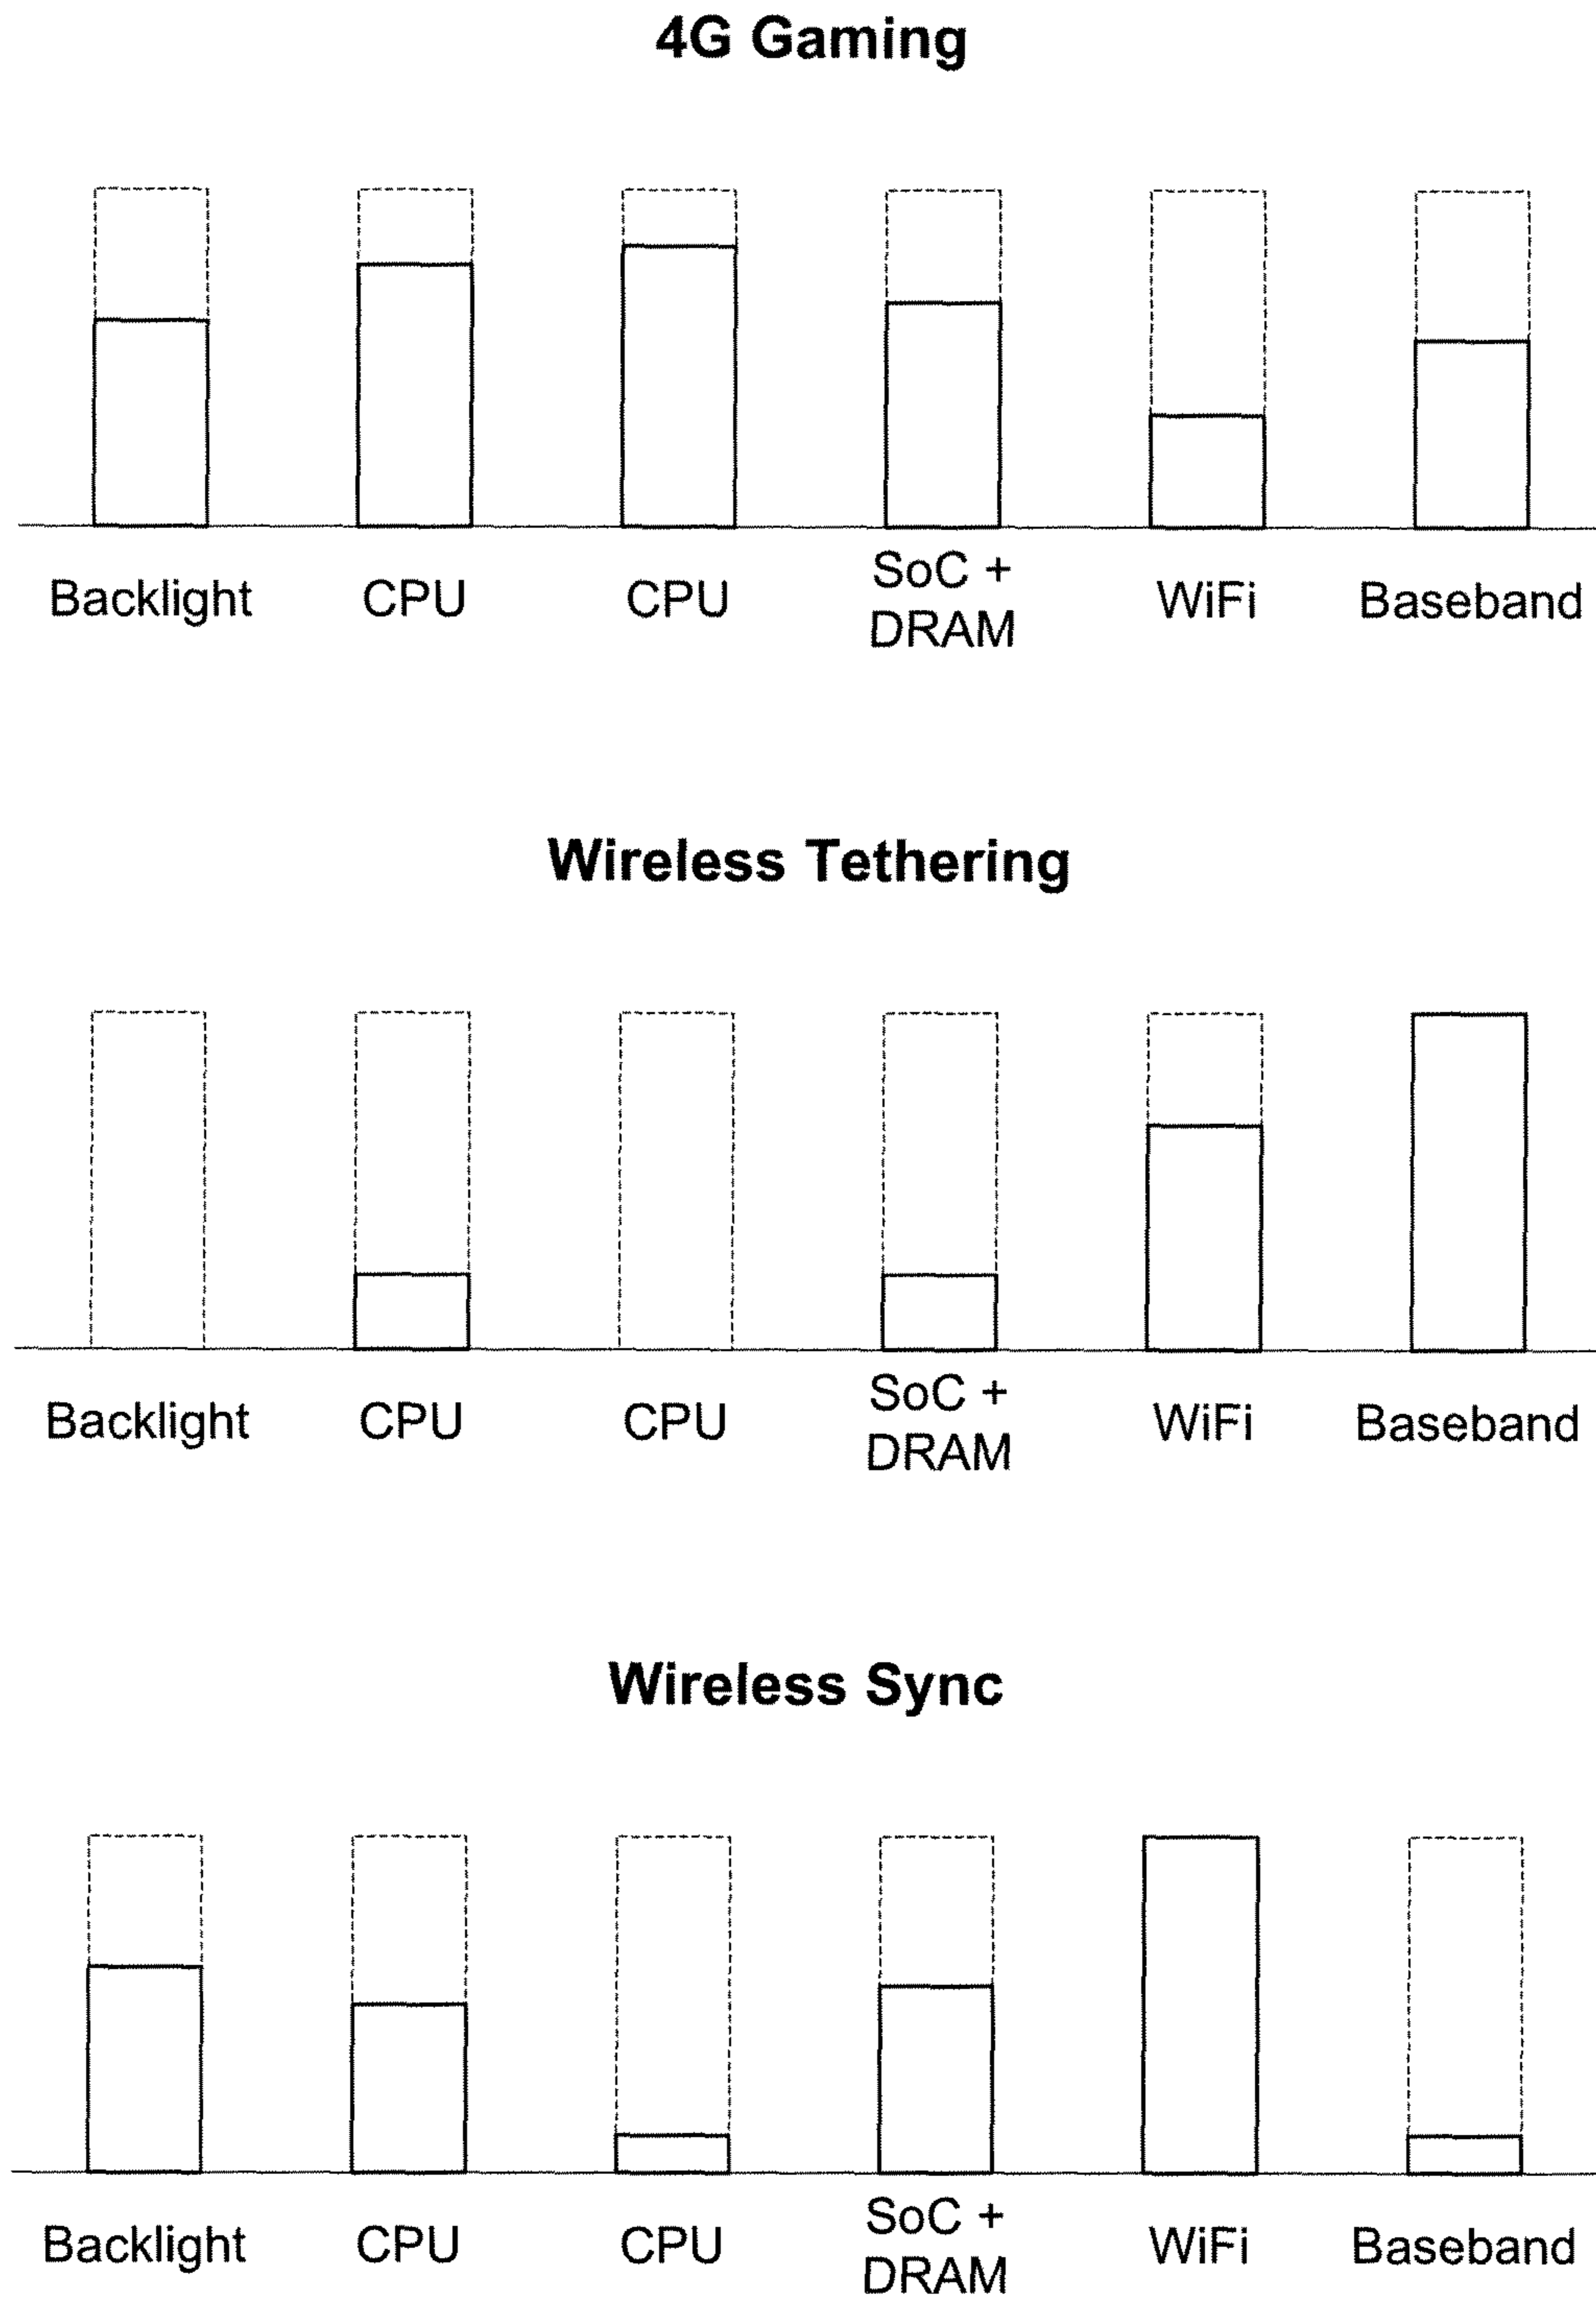 4G Gaming
Backlight
CPU
CPU
SoC +
DRAM
WiFi
Baseband
Wireless Tethering
Backlight
CPU
CPU
SoC +
DRAM
WiFi
Baseband
Wireless Sync
Backlight
CPU
CPU
SoC +
DRAM
WiFi
Baseband